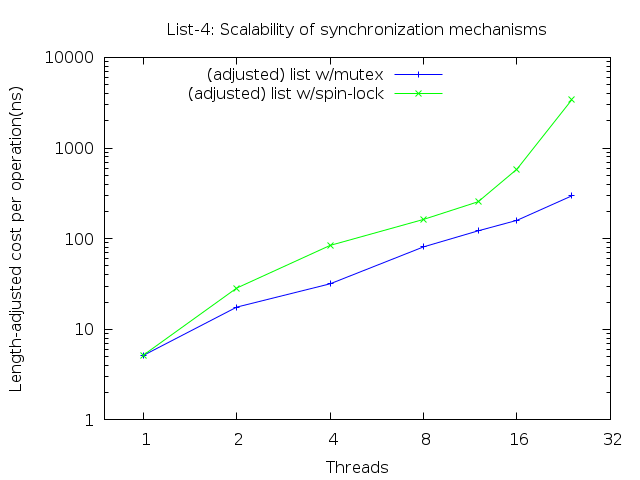 List-4: Scalability of synchronization mechanisms
10000
1000
100
10
1
Length-adjusted cost per operation(ns)
(adjusted) list w/mutex
(adjusted) list w/spin-lock
1 2 4 8 16 32
Threads